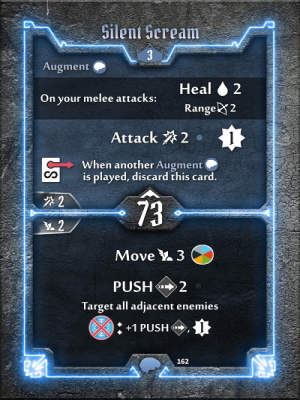 Silent Scream
3
Augment
On your melee attacks:
Heal 2
Range 2
Attack 2
1
When another Augment
is played, discard this card.
2
2
73
Move 3
PUSH 2
Target all adjacent enemies
: +1 PUSH , 1
162